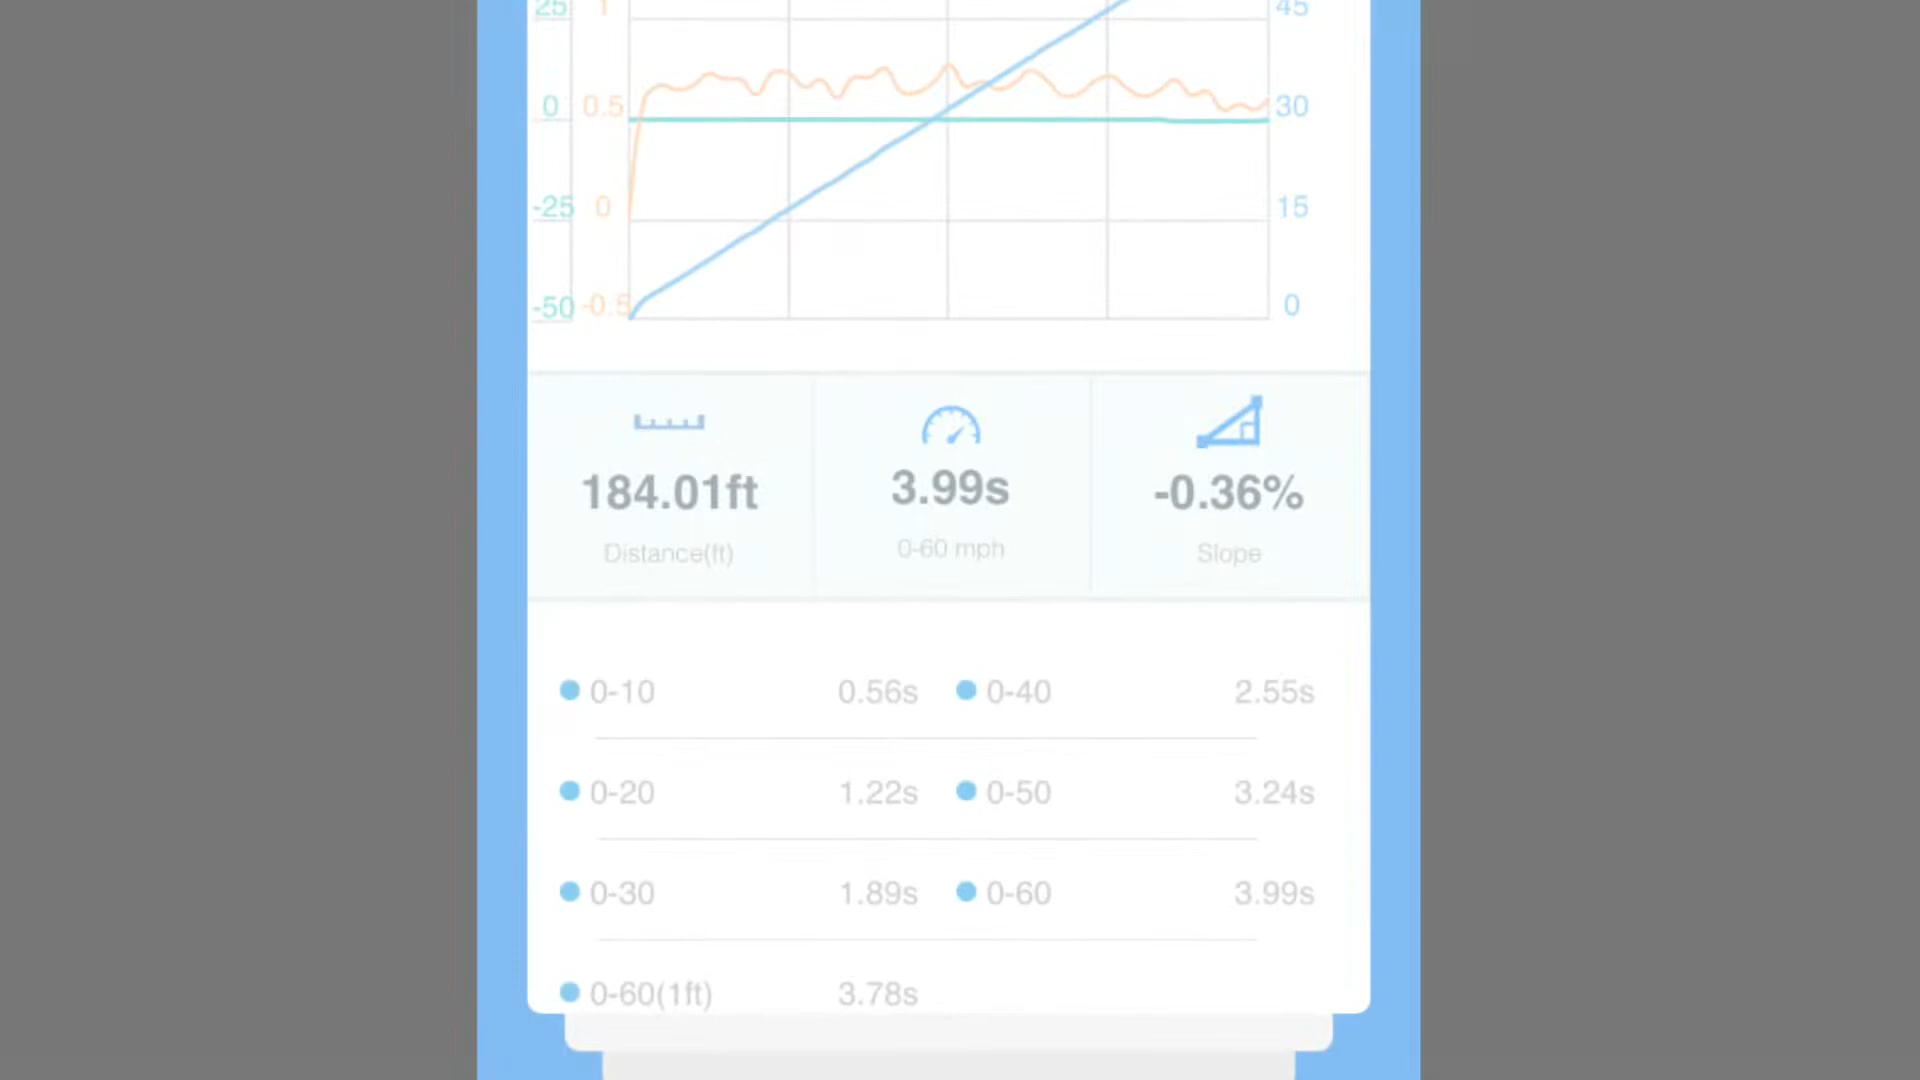 25 1 45
0 0.5 30
-25 0 15
-50 -0.5 0
184.01ft 3.99s -0.36%
Distance(ft) 0-60 mph Slope
0-10 0.56s 0-40 2.55s
0-20 1.22s 0-50 3.24s
0-30 1.89s 0-60 3.99s
0-60(1ft) 3.78s